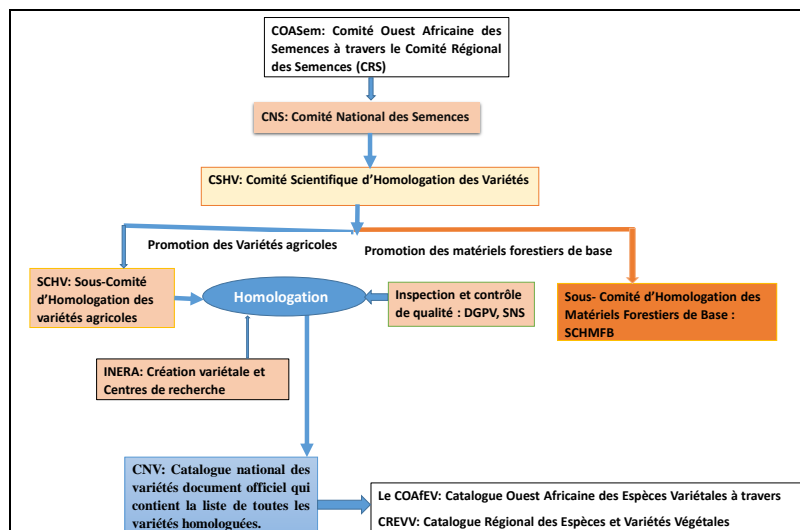 COASem: Comité Ouest Africaine des
Semences à travers le Comité Régional
des Semences (CRS)
CNS: Comité National des Semences
CSHV: Comité Scientifique d'Homologation des Variétés
Promotion des Variétés agricoles
Promotion des matériels forestiers de base
SCHV: Sous-Comité
d'Homologation des
variétés agricoles
Homologation
Inspection et contrôle
de qualité : DGPV, SNS
Sous- Comité d'Homologation des
Matériels Forestiers de Base :
SCHMFB
INERA: Création variétale et
Centres de recherche
CNV: Catalogue national des
variétés document officiel qui
contient la liste de toutes les
variétés homologuées.
Le COAfEV: Catalogue Ouest Africaine des Espèces Variétales à travers
CREVV: Catalogue Régional des Espèces et Variétés Végétales